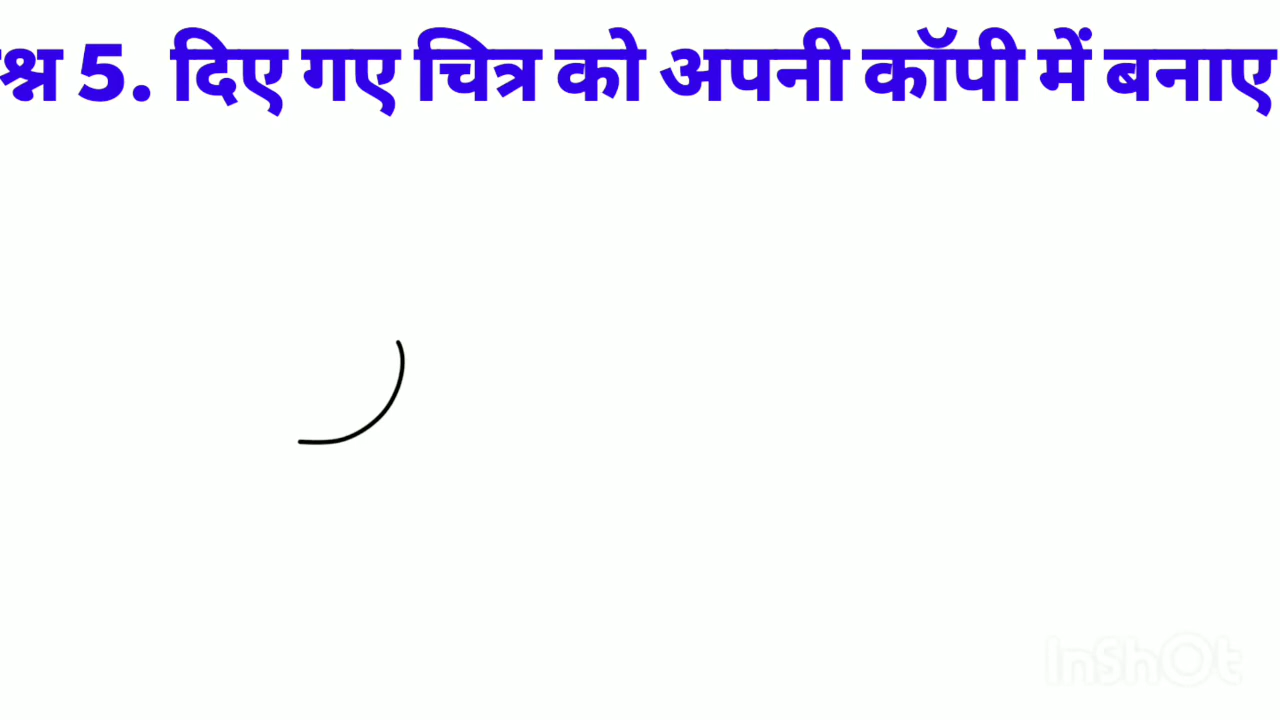 श्न 5. दिए गए चित्र को अपनी कॉपी में बनाए
InShOt